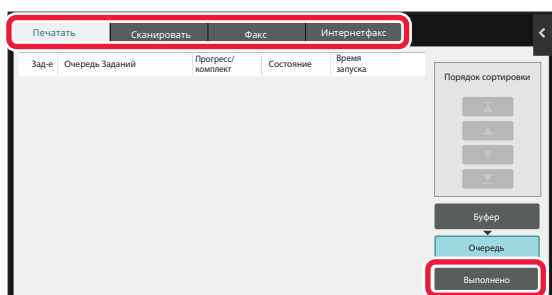 Печатать Сканировать Факс Интернетфакс
Зад-е Очередь Заданий Прогресс/ комплект Состояние Время запуска
Порядок сортировки
Буфер
Очередь
Выполнено